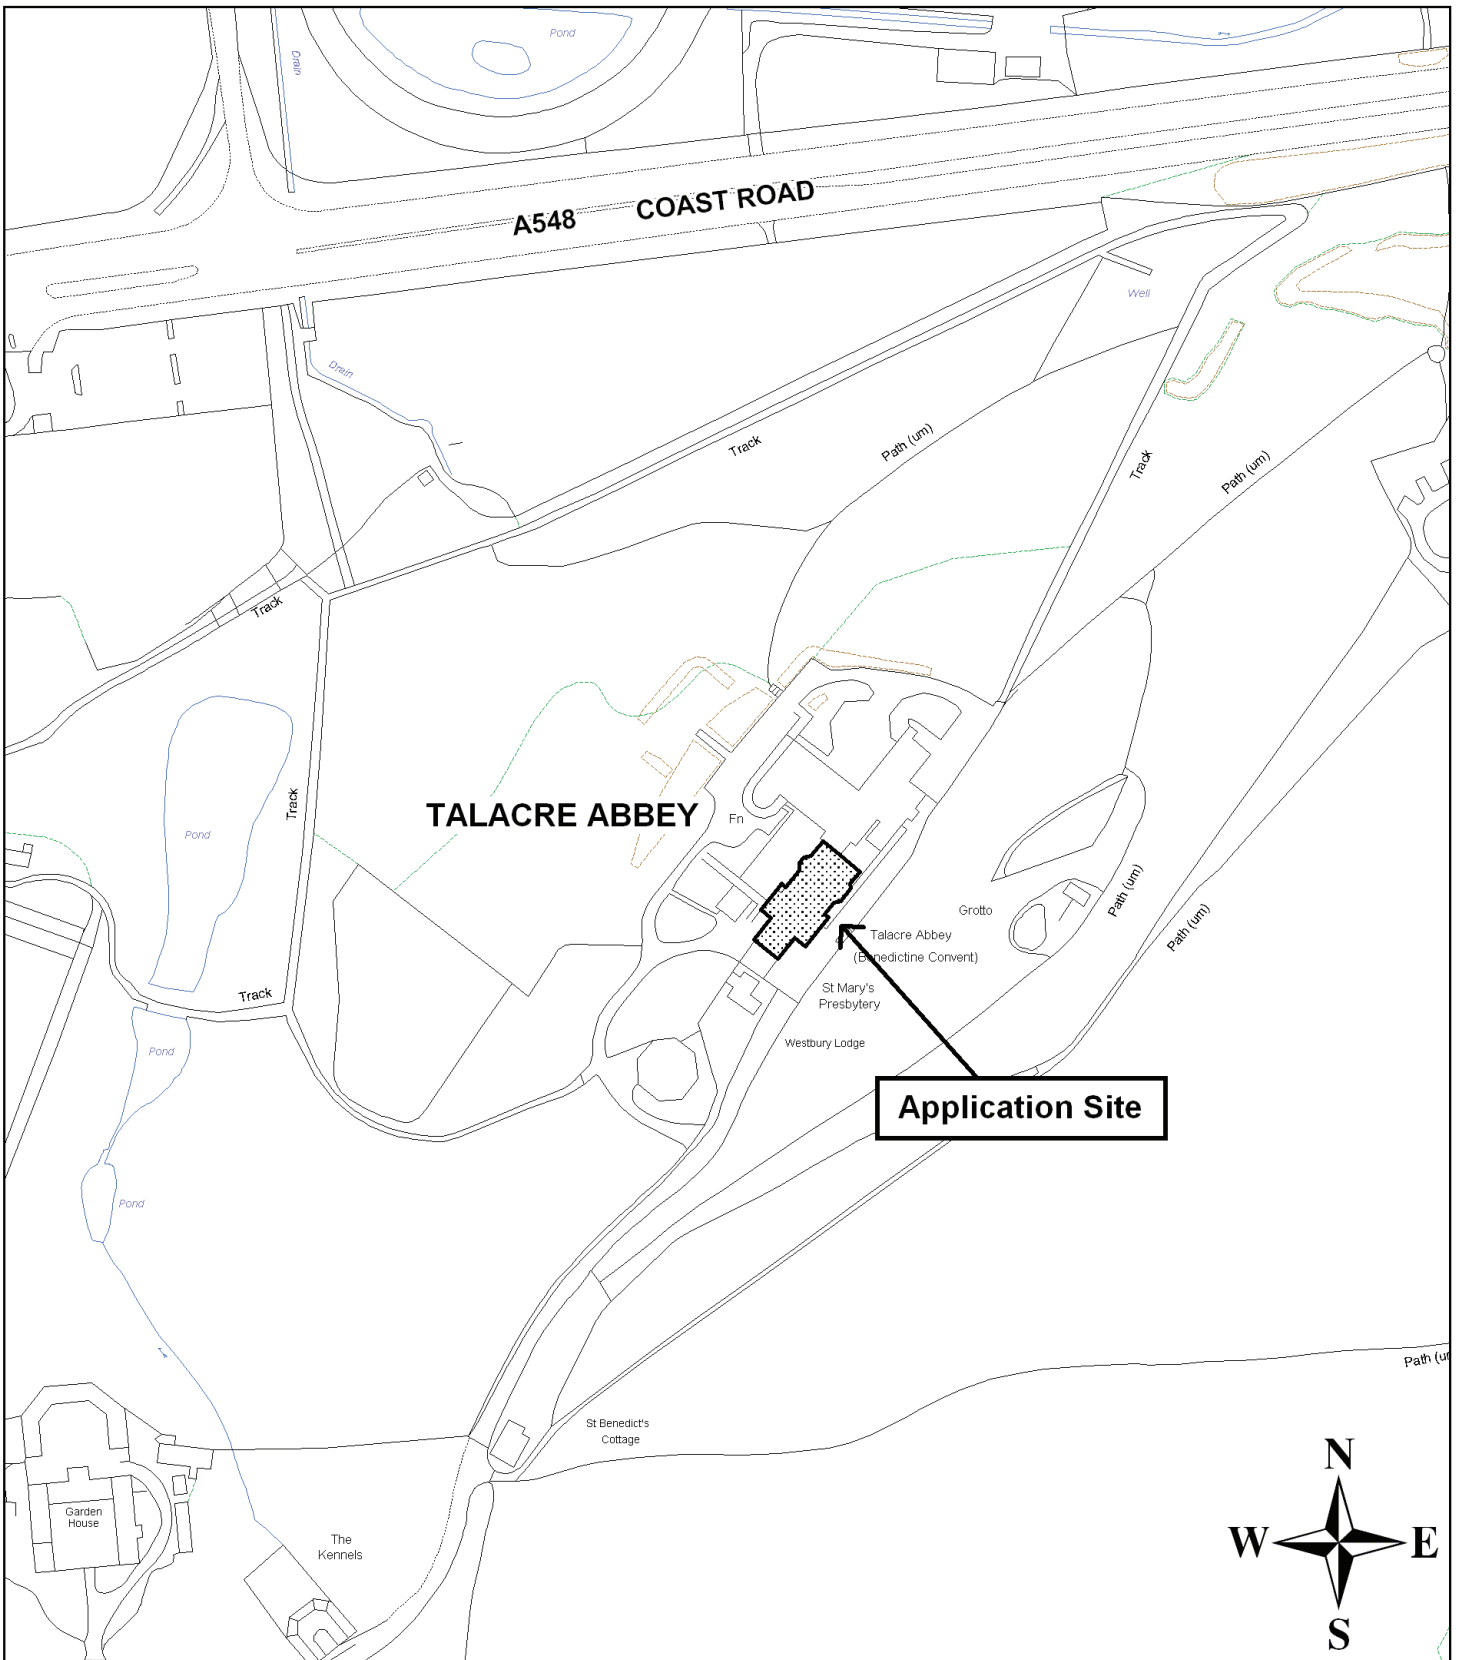 Pond
Drain
A548
COAST ROAD
Well
Drain
Track
Path (um)
Track
Path (um)
Track
Track
Pond
TALACRE ABBEY
Fn
Path (um)
Grotto
Path (um)
Talacre Abbey
(Benedictine Convent)
St Mary's
Presbytery
Track
Westbury Lodge
Pond
Application Site
Pond
Path (u
St Benedict's
Cottage
Garden
House
The
Kennels
N
W
E
S